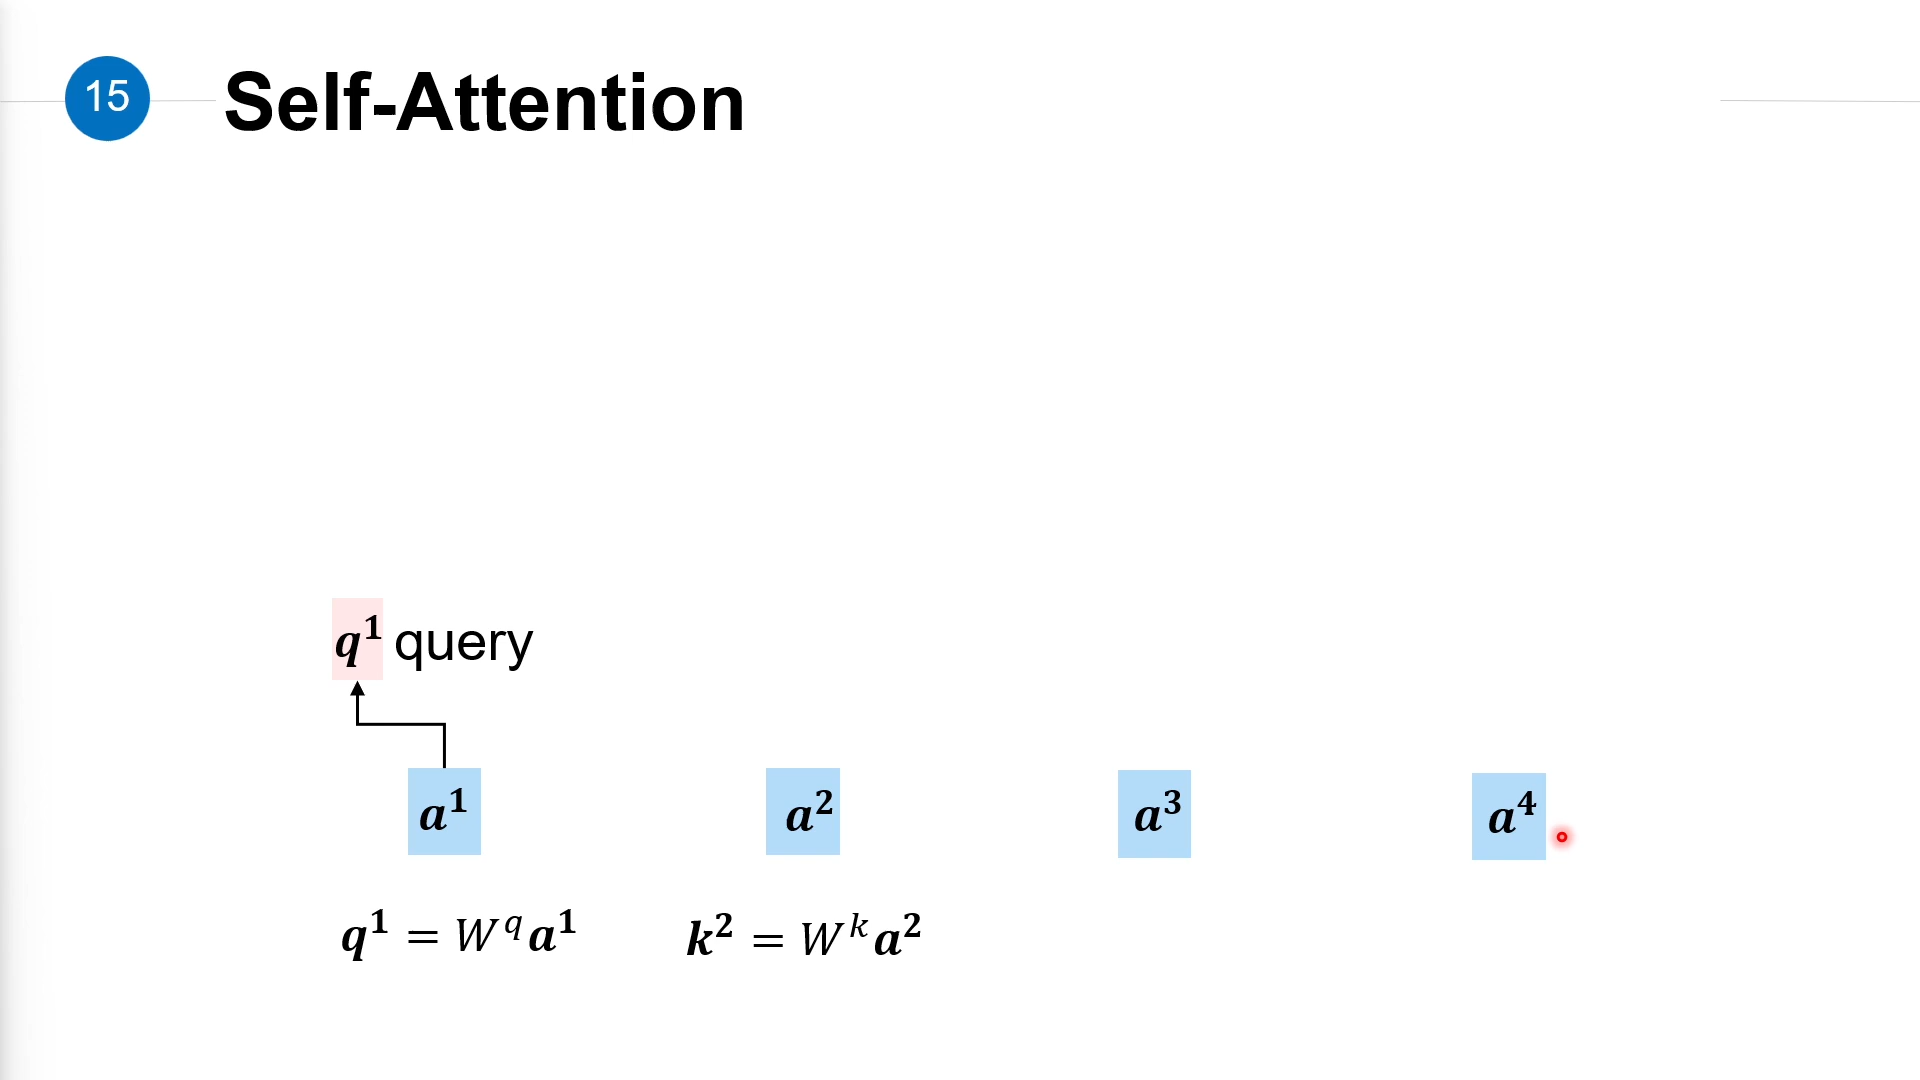 15
Self-Attention
q¹ query
a¹ a² a³ a⁴
q¹ = W^q a¹ k² = W^k a²